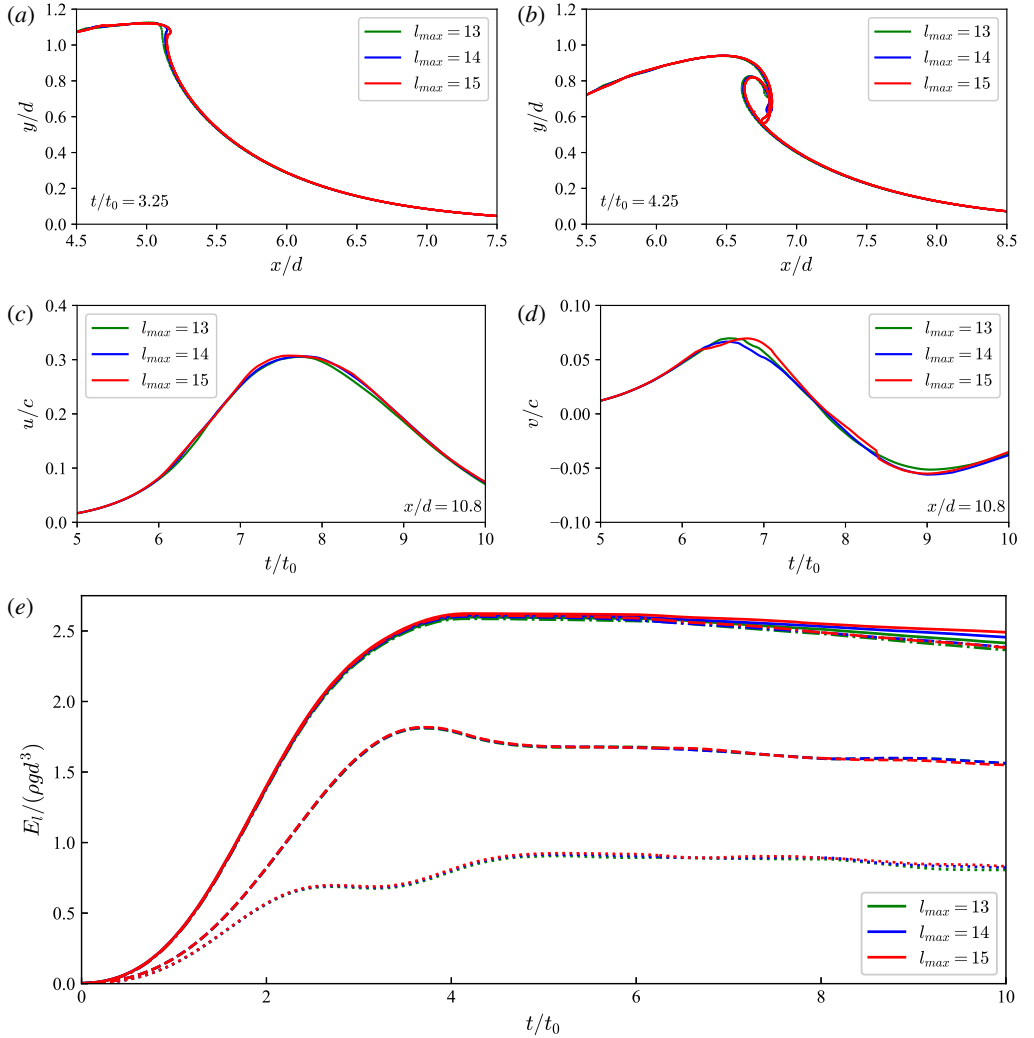 (a)
1.2
1.0
0.8
0.6
0.4
0.2
0.0
y/d
l_max = 13
l_max = 14
l_max = 15
t/t_0 = 3.25
4.5 5.0 5.5 6.0 6.5 7.0 7.5
x/d
(b)
1.2
1.0
0.8
0.6
0.4
0.2
0.0
y/d
l_max = 13
l_max = 14
l_max = 15
t/t_0 = 4.25
5.5 6.0 6.5 7.0 7.5 8.0 8.5
x/d
(c)
0.4
0.3
0.2
0.1
0.0
u/c
l_max = 13
l_max = 14
l_max = 15
x/d = 10.8
5 6 7 8 9 10
t/t_0
(d)
0.10
0.05
0.00
−0.05
−0.10
v/c
l_max = 13
l_max = 14
l_max = 15
x/d = 10.8
5 6 7 8 9 10
t/t_0
(e)
2.5
2.0
1.5
1.0
0.5
0.0
E_l/(ρgd^3)
l_max = 13
l_max = 14
l_max = 15
0 2 4 6 8 10
t/t_0